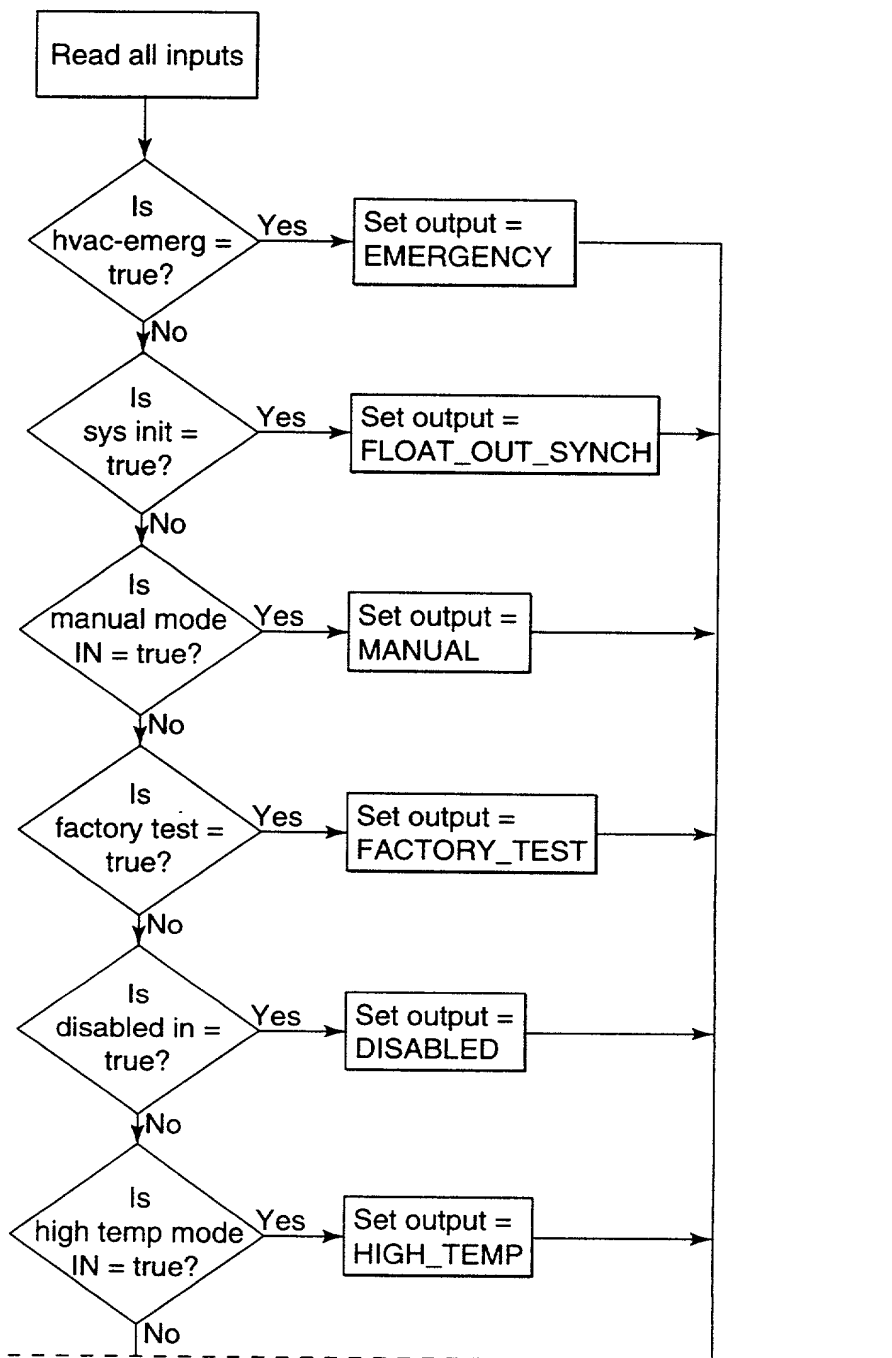 Read all inputs
Is
hvac-emerg =
true?
Yes
Set output =
EMERGENCY
No
Is
sys init =
true?
Yes
Set output =
FLOAT_OUT_SYNCH
No
Is
manual mode
IN = true?
Yes
Set output =
MANUAL
No
Is
factory test =
true?
Yes
Set output =
FACTORY_TEST
No
Is
disabled in =
true?
Yes
Set output =
DISABLED
No
Is
high temp mode
IN = true?
Yes
Set output =
HIGH_TEMP
No